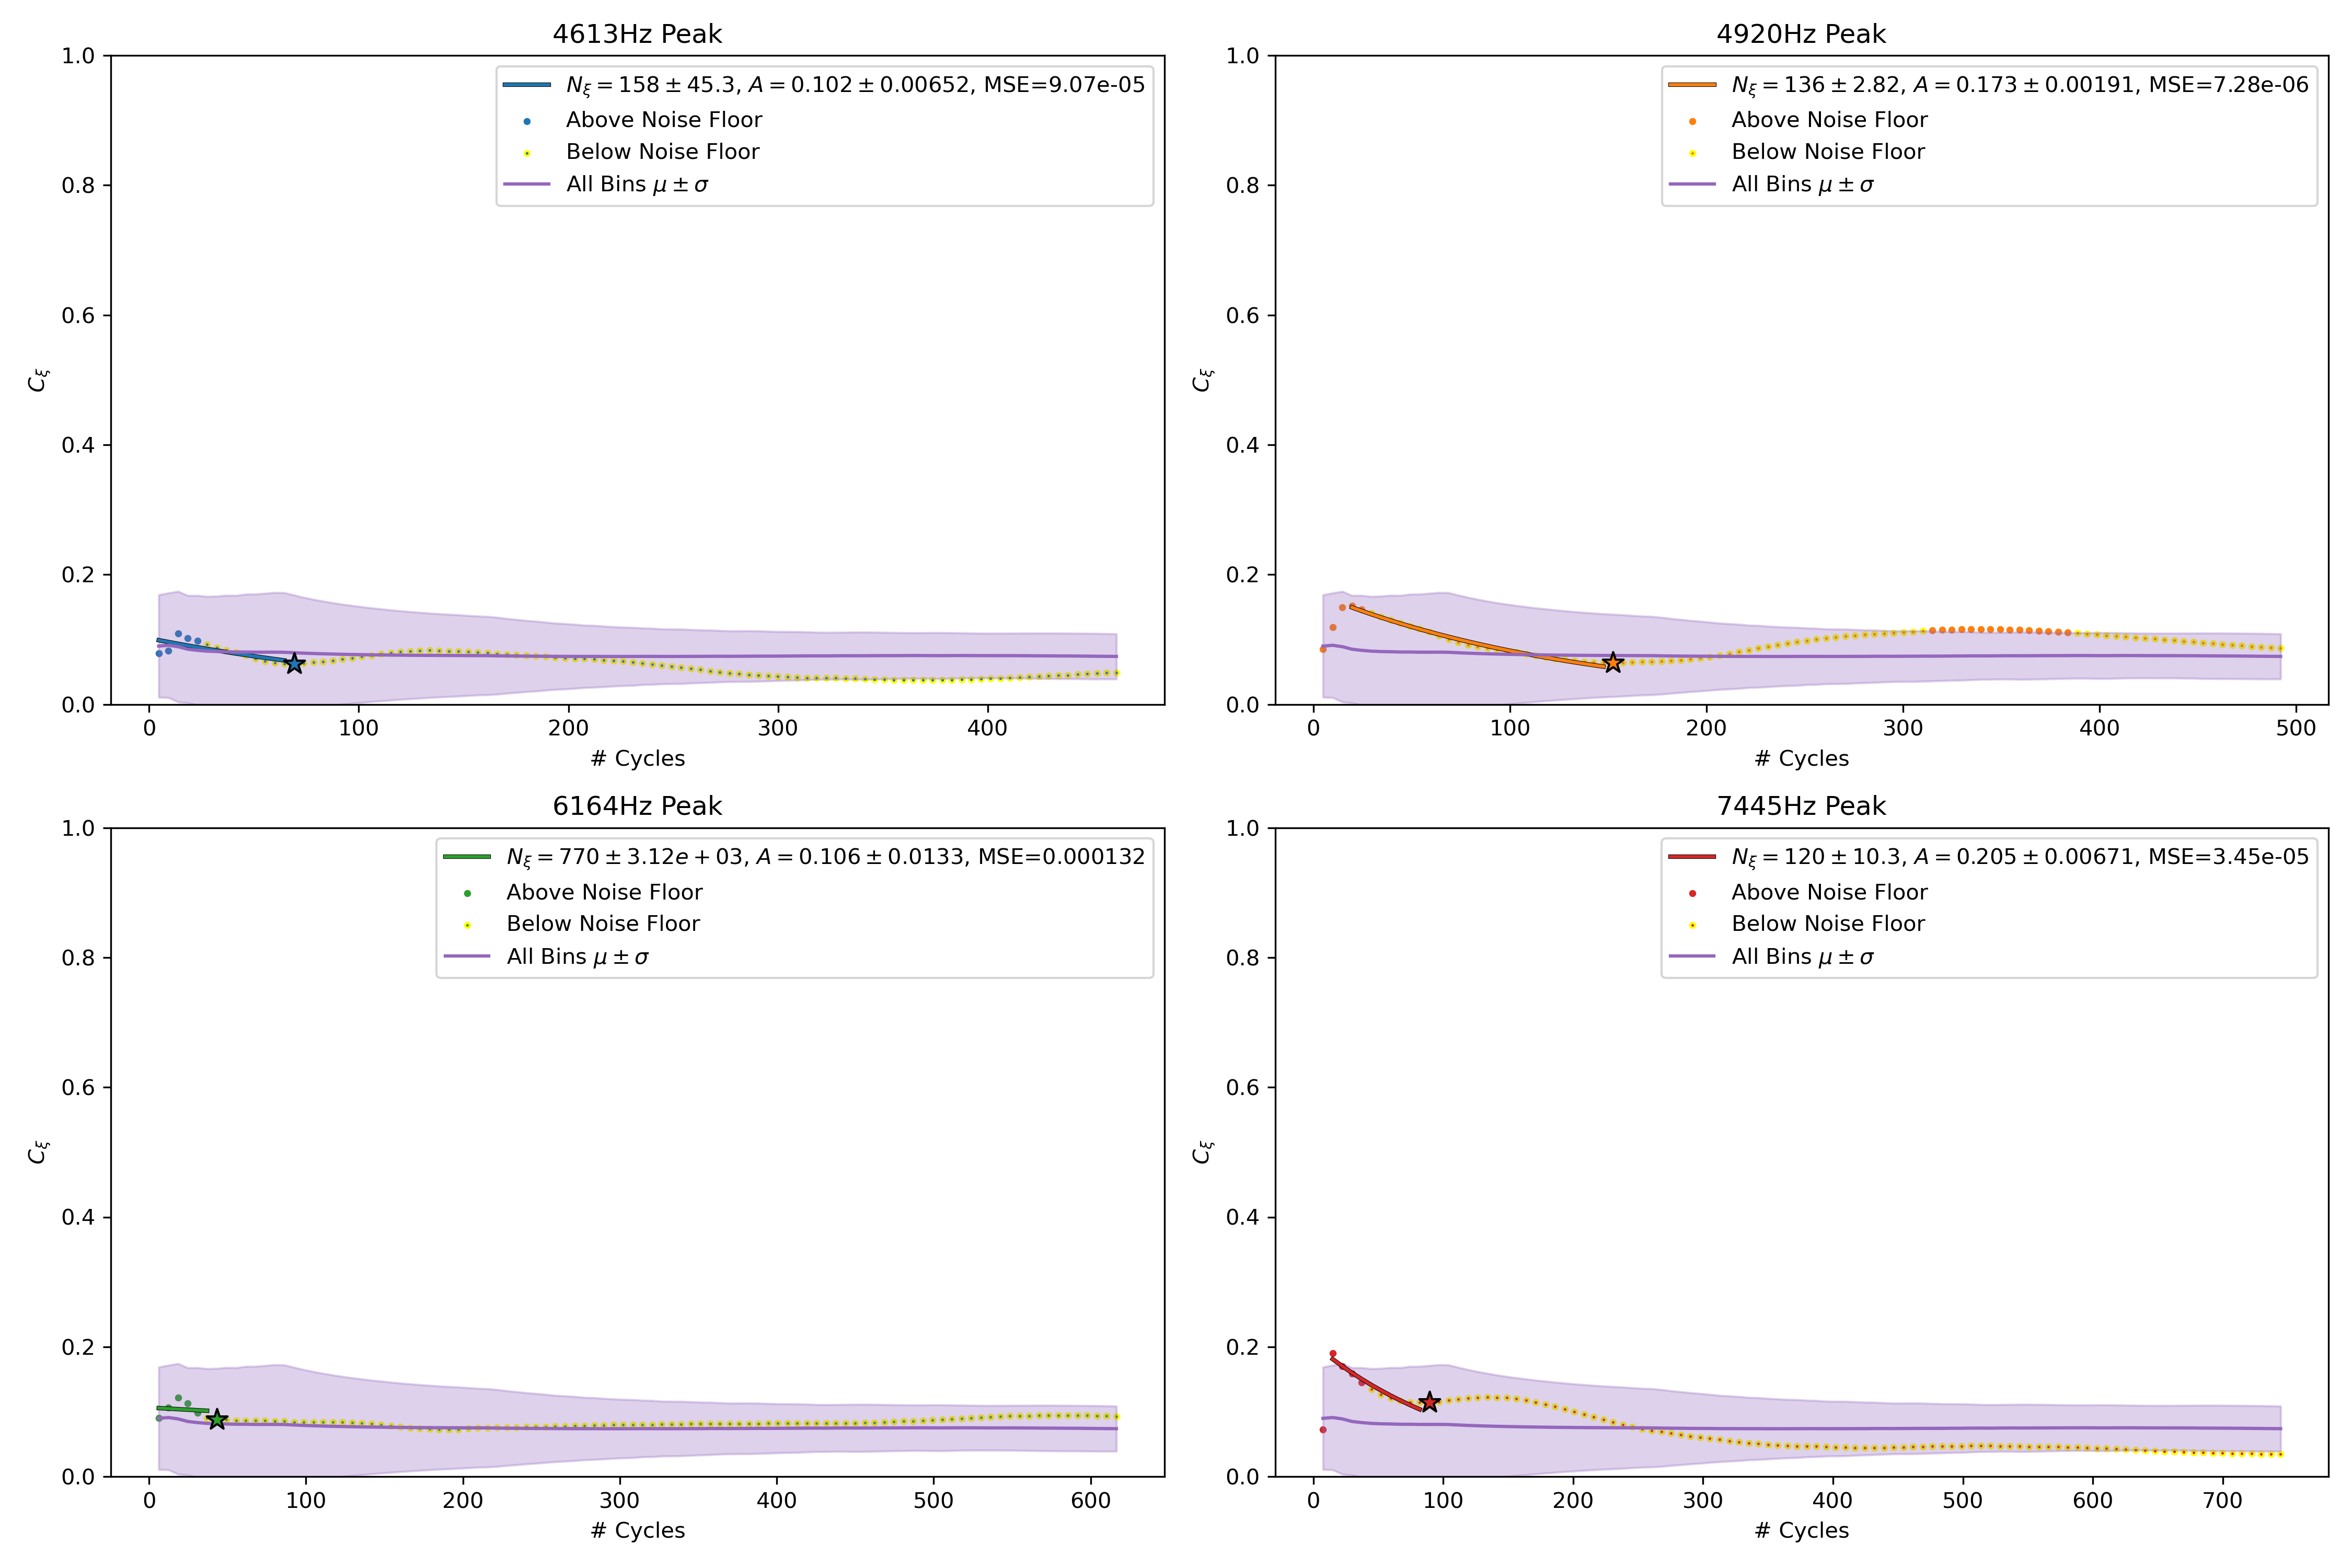 4613Hz Peak
1.0
0.8
0.6
0.4
0.2
0.0
C_ξ
N_ξ = 158 ± 45.3, A = 0.102 ± 0.00652, MSE=9.07e-05
Above Noise Floor
Below Noise Floor
All Bins μ ± σ
0 100 200 300 400
# Cycles
4920Hz Peak
1.0
0.8
0.6
0.4
0.2
0.0
C_ξ
N_ξ = 136 ± 2.82, A = 0.173 ± 0.00191, MSE=7.28e-06
Above Noise Floor
Below Noise Floor
All Bins μ ± σ
0 100 200 300 400 500
# Cycles
6164Hz Peak
1.0
0.8
0.6
0.4
0.2
0.0
C_ξ
N_ξ = 770 ± 3.12e + 03, A = 0.106 ± 0.0133, MSE=0.000132
Above Noise Floor
Below Noise Floor
All Bins μ ± σ
0 100 200 300 400 500 600
# Cycles
7445Hz Peak
1.0
0.8
0.6
0.4
0.2
0.0
C_ξ
N_ξ = 120 ± 10.3, A = 0.205 ± 0.00671, MSE=3.45e-05
Above Noise Floor
Below Noise Floor
All Bins μ ± σ
0 100 200 300 400 500 600 700
# Cycles